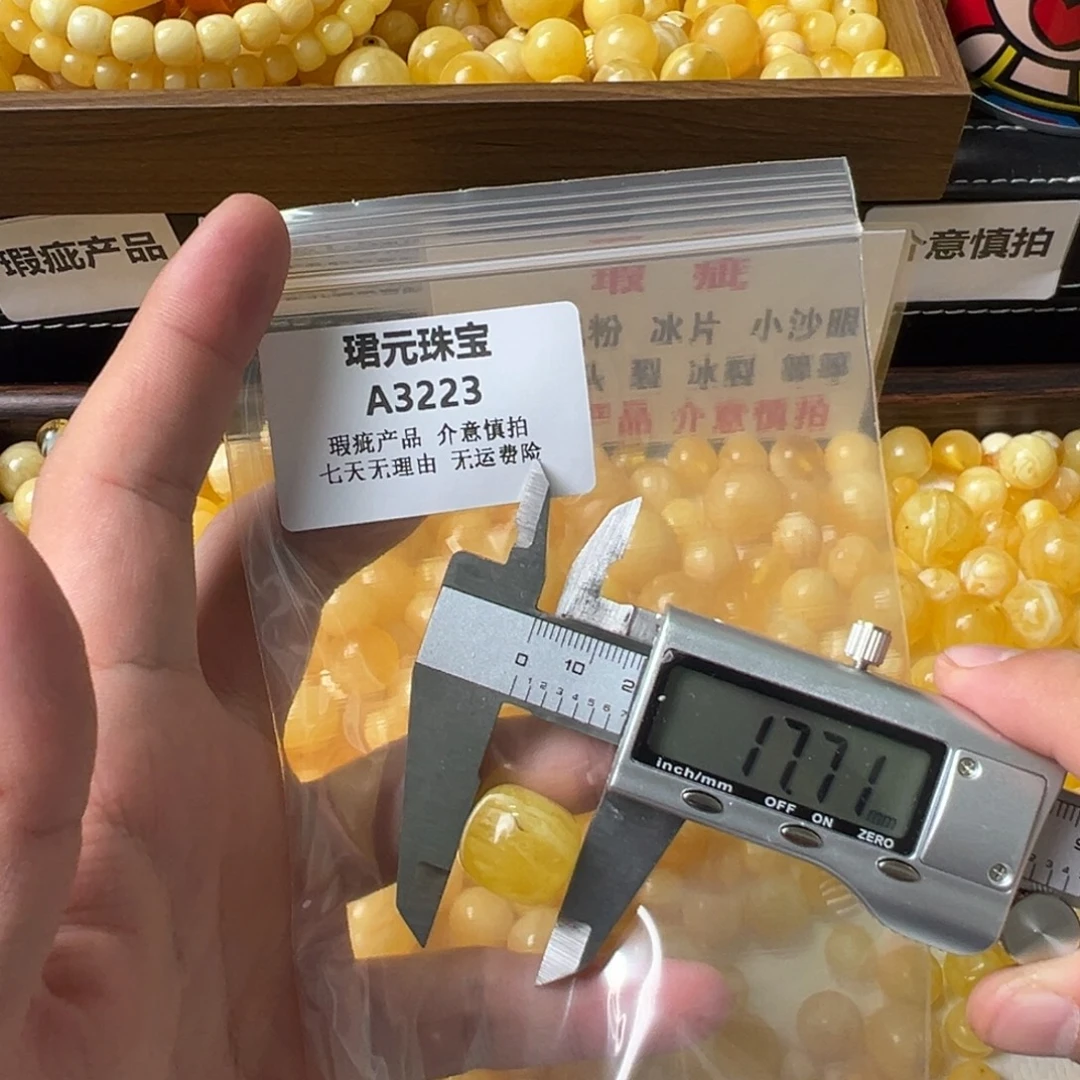 瑕疵产品
介意慎拍
瑕 疵
粉 冰片 小沙眼
裂 冰裂 等等
产品 介意慎拍
珺元珠宝
A3223
瑕疵产品 介意慎拍
七天无理由 无运费险
0 10 2
1 2 3 4 5 6 7
17.71 mm
inch/mm OFF ON ZERO